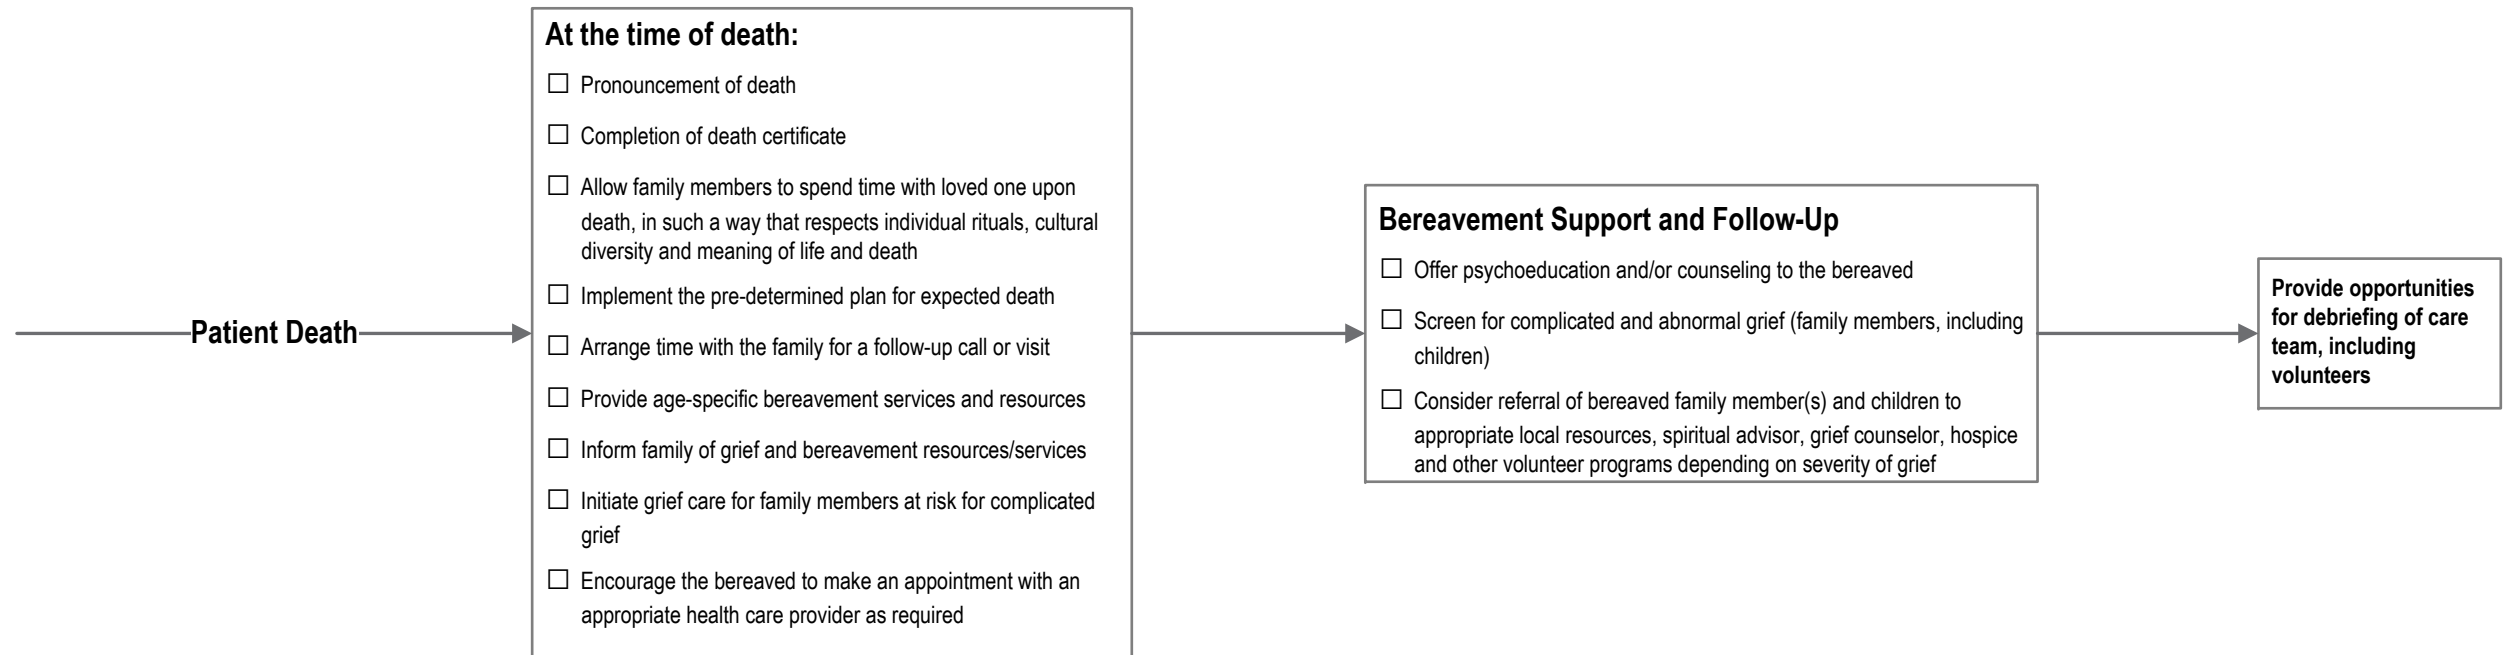 Patient Death
At the time of death:
☐ Pronouncement of death
☐ Completion of death certificate
☐ Allow family members to spend time with loved one upon
death, in such a way that respects individual rituals, cultural
diversity and meaning of life and death
☐ Implement the pre-determined plan for expected death
☐ Arrange time with the family for a follow-up call or visit
☐ Provide age-specific bereavement services and resources
☐ Inform family of grief and bereavement resources/services
☐ Initiate grief care for family members at risk for complicated
grief
☐ Encourage the bereaved to make an appointment with an
appropriate health care provider as required
Bereavement Support and Follow-Up
☐ Offer psychoeducation and/or counseling to the bereaved
☐ Screen for complicated and abnormal grief (family members, including
children)
☐ Consider referral of bereaved family member(s) and children to
appropriate local resources, spiritual advisor, grief counselor, hospice
and other volunteer programs depending on severity of grief
Provide opportunities
for debriefing of care
team, including
volunteers